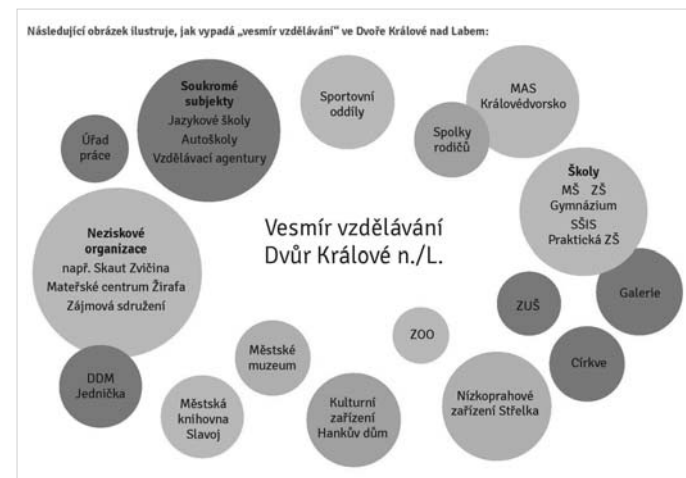 Následující obrázek ilustruje, jak vypadá „vesmír vzdělávání“ ve Dvoře Králové nad Labem:
Soukromé
subjekty
Jazykové školy
Autoškoly
Vzdělávací agentury
Sportovní
oddíly
MAS
Královédvorsko
Spolky
rodičů
Úřad
práce
Školy
MŠ ZŠ
Gymnázium
SŠIS
Praktická ZŠ
Neziskové
organizace
např. Skaut Zvičina
Mateřské centrum Žirafa
Zájmová sdružení
Vesmír vzdělávání
Dvůr Králové n./L.
Galerie
ZUŠ
ZOO
Církve
Městské
muzeum
DDM
Jednička
Městská
knihovna
Slavoj
Kulturní
zařízení
Hankův dům
Nízkoprahové
zařízení Střelka